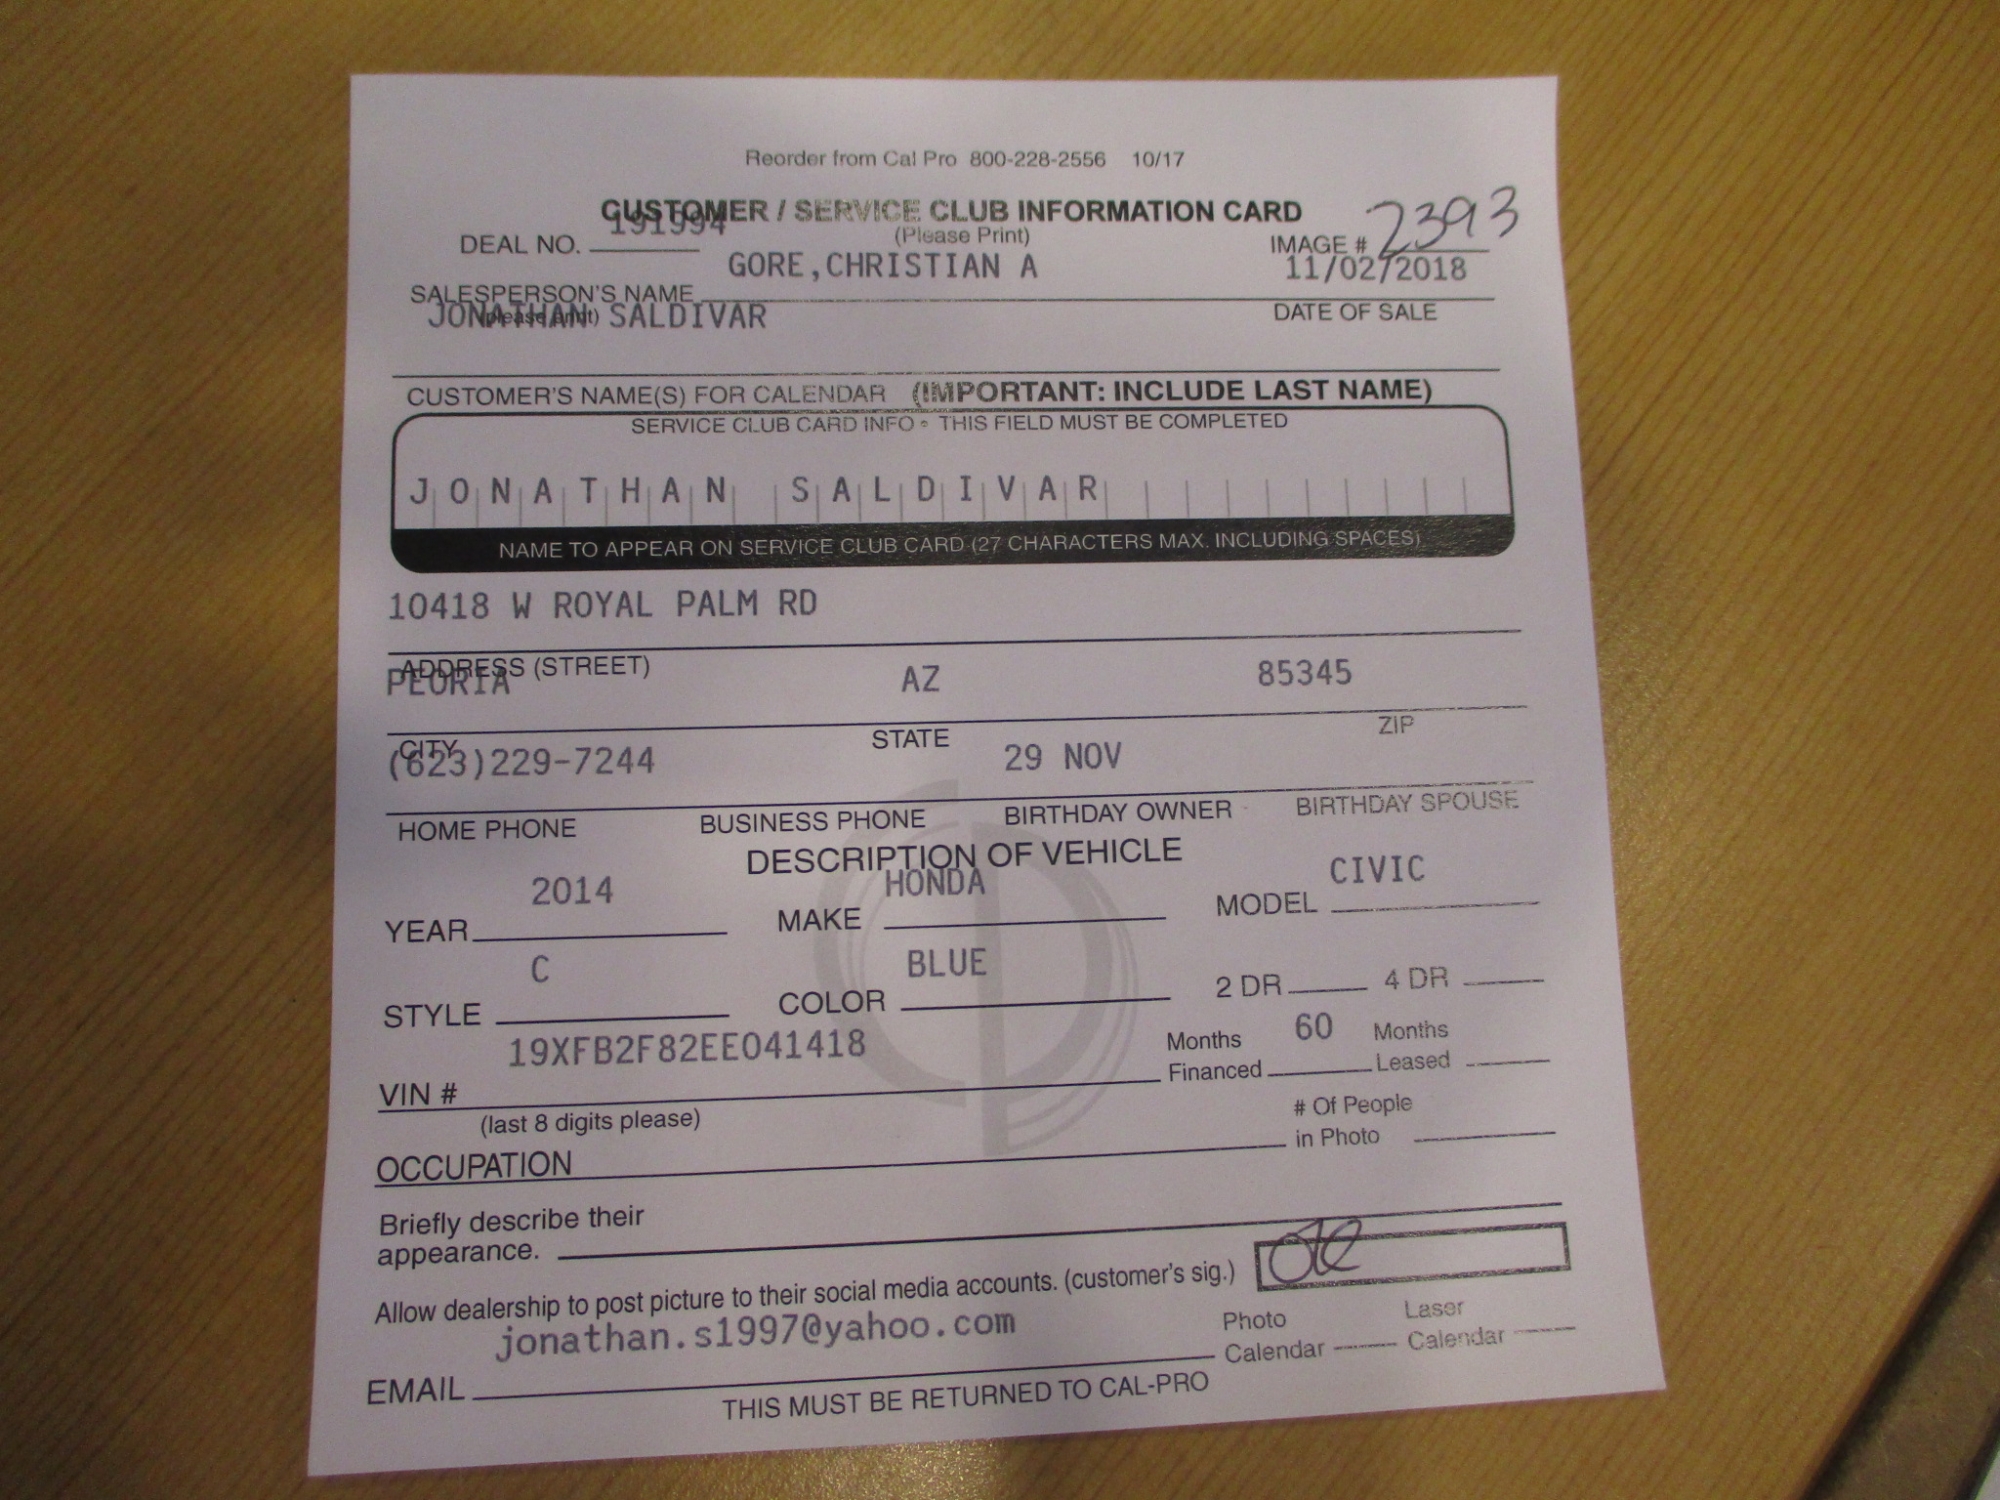 Reorder from Cal Pro 800-228-2556 10/17
CUSTOMER / SERVICE CLUB INFORMATION CARD
(Please Print)
DEAL NO. 191994
IMAGE # 2393
GORE,CHRISTIAN A 11/02/2018
SALESPERSON'S NAME
(please print)
DATE OF SALE
JONATHAN SALDIVAR
CUSTOMER'S NAME(S) FOR CALENDAR (IMPORTANT: INCLUDE LAST NAME)
SERVICE CLUB CARD INFO • THIS FIELD MUST BE COMPLETED
JONATHAN SALDIVAR
NAME TO APPEAR ON SERVICE CLUB CARD (27 CHARACTERS MAX. INCLUDING SPACES)
10418 W ROYAL PALM RD
ADDRESS (STREET)
PEORIA AZ 85345
CITY STATE ZIP
(623)229-7244 29 NOV
HOME PHONE BUSINESS PHONE BIRTHDAY OWNER BIRTHDAY SPOUSE
DESCRIPTION OF VEHICLE
2014 HONDA CIVIC
YEAR MAKE MODEL
C BLUE
STYLE COLOR 2 DR 4 DR
19XFB2F82EE041418
Months Financed 60 Months Leased
VIN #
(last 8 digits please)
# Of People
in Photo
OCCUPATION
Briefly describe their
appearance.
Allow dealership to post picture to their social media accounts. (customer's sig.)
jonathan.s1997@yahoo.com
Photo Calendar Laser Calendar
EMAIL
THIS MUST BE RETURNED TO CAL-PRO